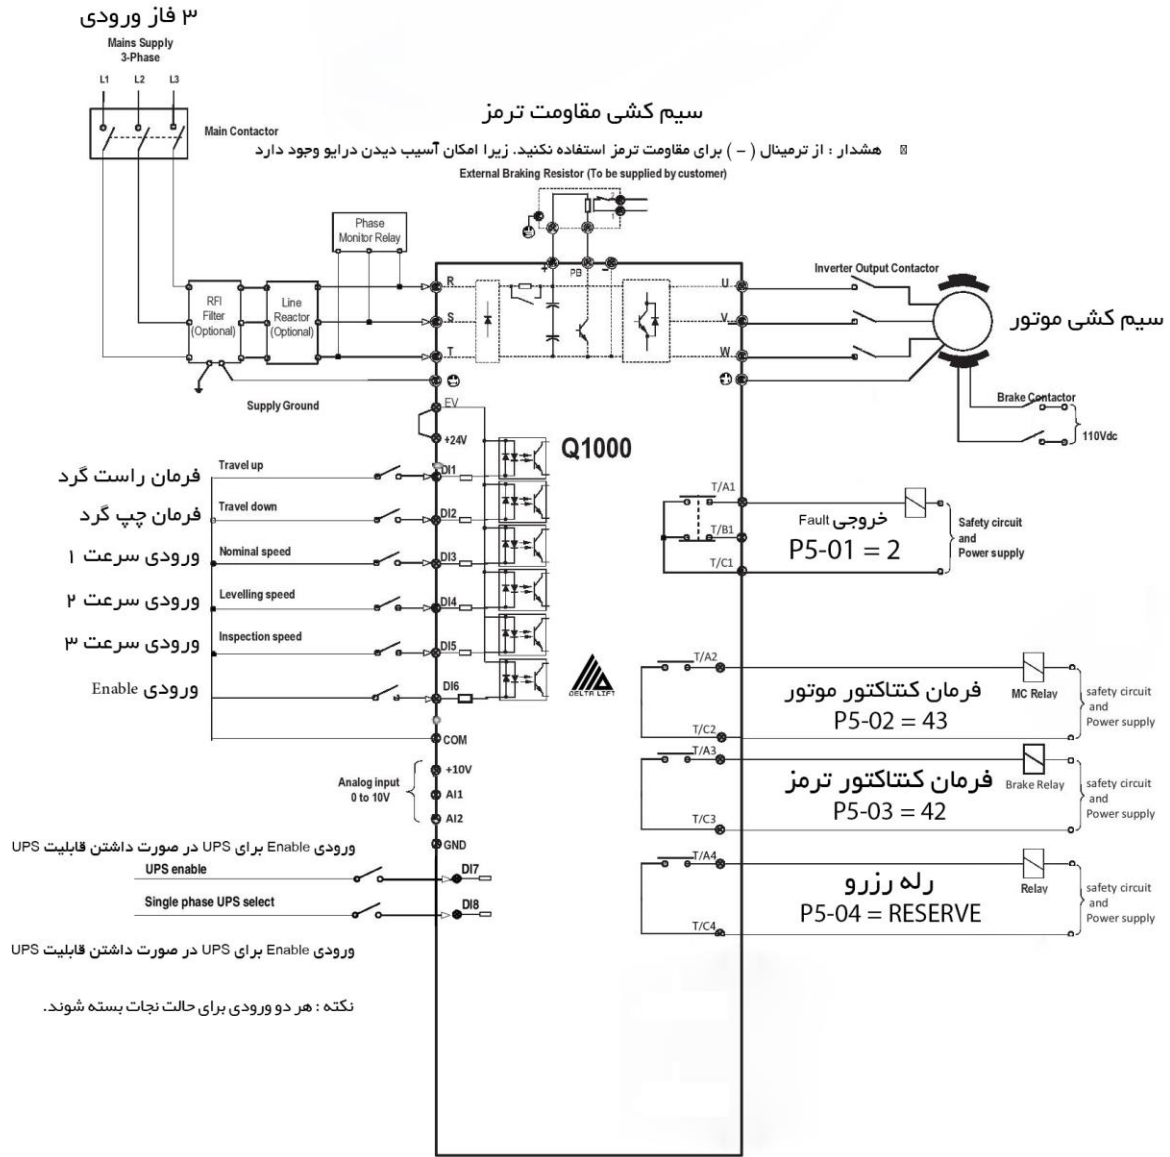 ۳ فاز ورودی
Mains Supply
3-Phase
L1 L2 L3
Main Contactor
سیم کشی مقاومت ترمز
هشدار : از ترمینال ( – ) برای مقاومت ترمز استفاده نکنید. زیرا امکان آسیب دیدن درایو وجود دارد
External Braking Resistor (To be supplied by customer)
2
1
Phase
Monitor Relay
+ PB –
RFI
Filter
(Optional)
Line
Reactor
(Optional)
R
S
T
U
V
W
Inverter Output Contactor
سیم کشی موتور
Supply Ground
Brake Contactor
110Vdc
EV
+24V
Q1000
فرمان راست گرد
Travel up
DI1
فرمان چپ گرد
Travel down
DI2
ورودی سرعت ۱
Nominal speed
DI3
ورودی سرعت ۲
Levelling speed
DI4
ورودی سرعت ۳
Inspection speed
DI5
ورودی Enable
DI6
COM
DELTA LIFT
T/A1
T/B1
T/C1
خروجی Fault
P5-01 = 2
Safety circuit
and
Power supply
T/A2
T/C2
فرمان کنتاکتور موتور
P5-02 = 43
MC Relay
safety circuit
and
Power supply
T/A3
T/C3
فرمان کنتاکتور ترمز
P5-03 = 42
Brake Relay
safety circuit
and
Power supply
T/A4
T/C4
رله رزرو
P5-04 = RESERVE
Relay
safety circuit
and
Power supply
Analog input
0 to 10V
+10V
AI1
AI2
GND
ورودی Enable برای UPS در صورت داشتن قابلیت UPS
UPS enable
DI7
Single phase UPS select
DI8
ورودی Enable برای UPS در صورت داشتن قابلیت UPS
نکته : هر دو ورودی برای حالت نجات بسته شوند.